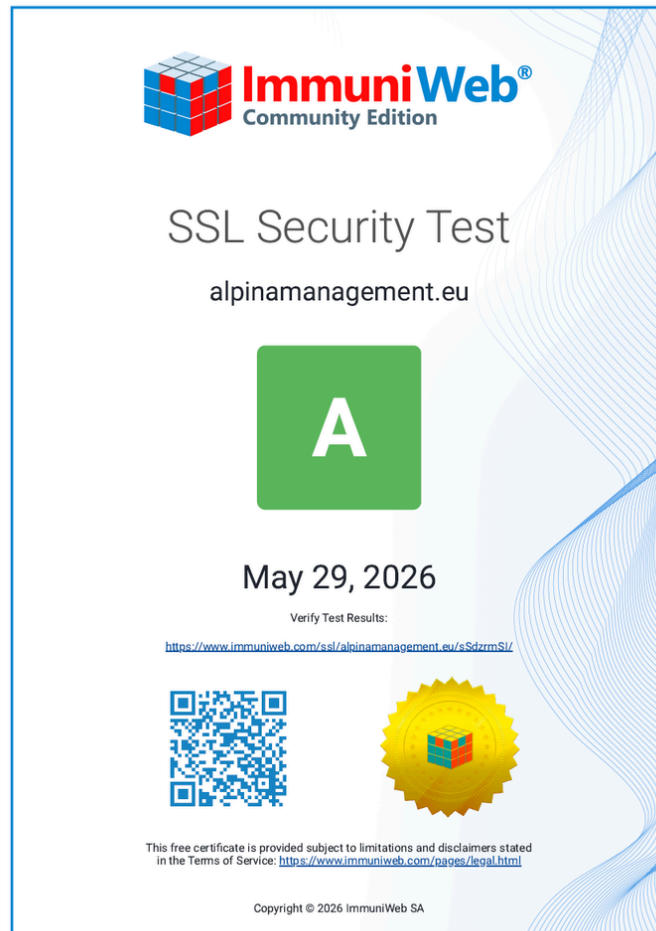 ImmuniWeb®
Community Edition
SSL Security Test
alpinamanagement.eu
A
May 29, 2026
Verify Test Results:
https://www.immuniweb.com/ssl/alpinamanagement.eu/sSdzrmSI/
This free certificate is provided subject to limitations and disclaimers stated
in the Terms of Service: https://www.immuniweb.com/pages/legal.html
Copyright © 2026 ImmuniWeb SA